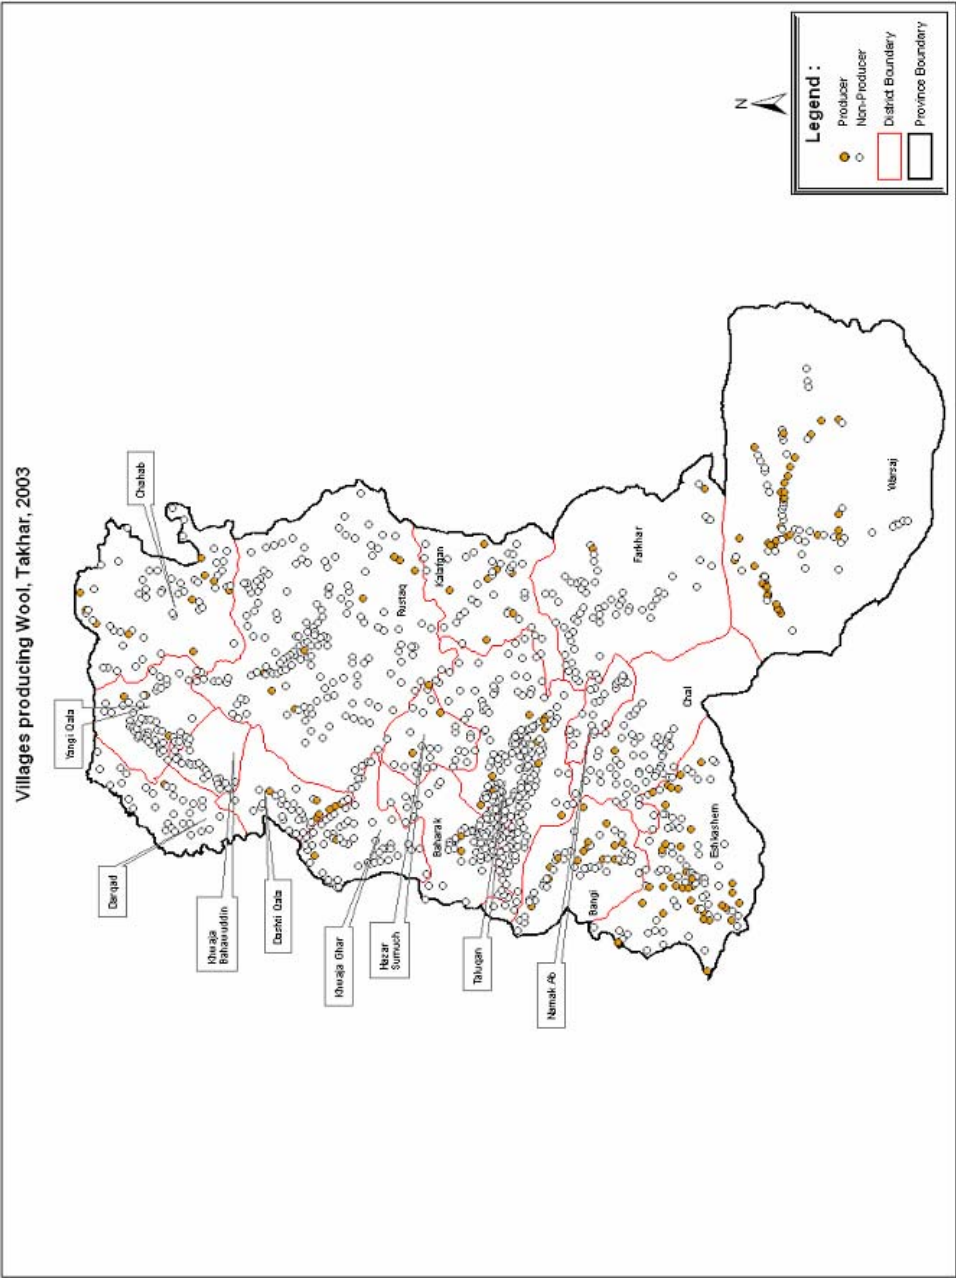 Villages producing Wool, Takhar, 2003
Chahab
Yangi Qala
Darqad
Khwaja
Bahawuddin
Dashti Qala
Khwaja Ghar
Hazar
Sumuch
Taluqan
Namak Ab
Rustaq
Kalafgan
Baharak
Farkhar
Chal
Bangi
Eshkashem
Warsaj
N
Legend :
Producer
Non-Producer
District Boundary
Province Boundary